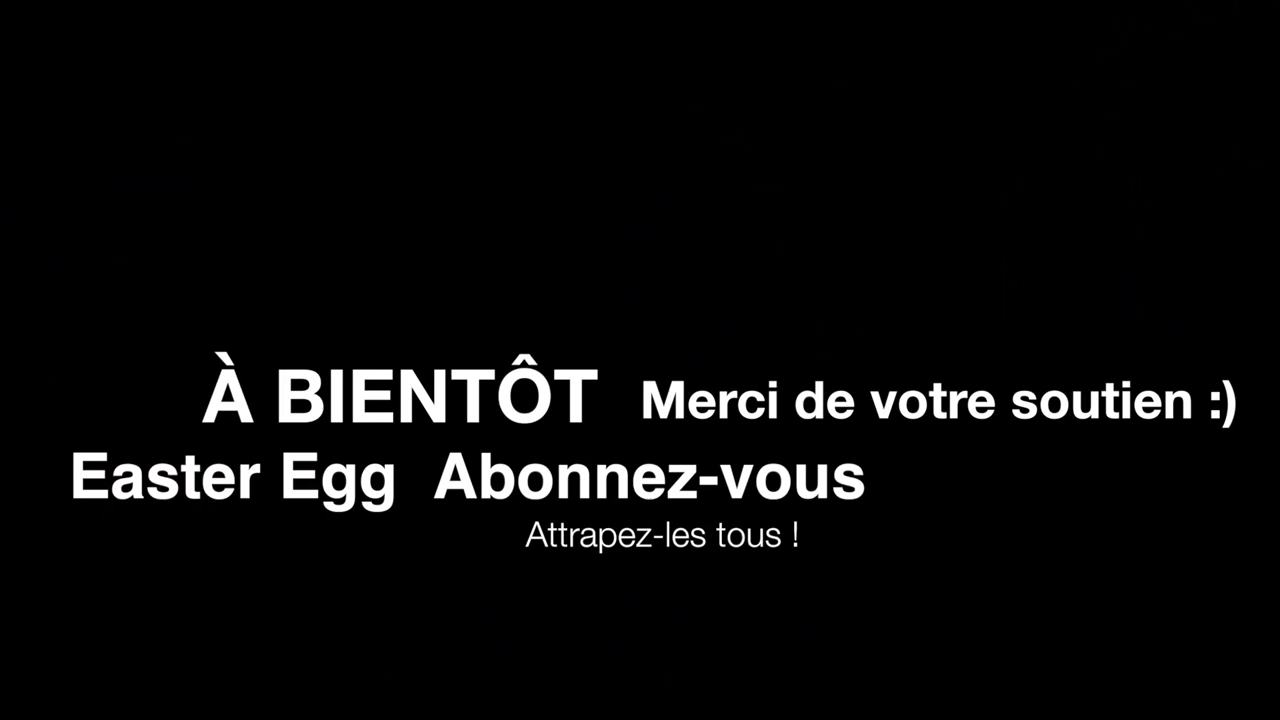 À BIENTÔT Merci de votre soutien :)
Easter Egg Abonnez-vous
Attrapez-les tous !